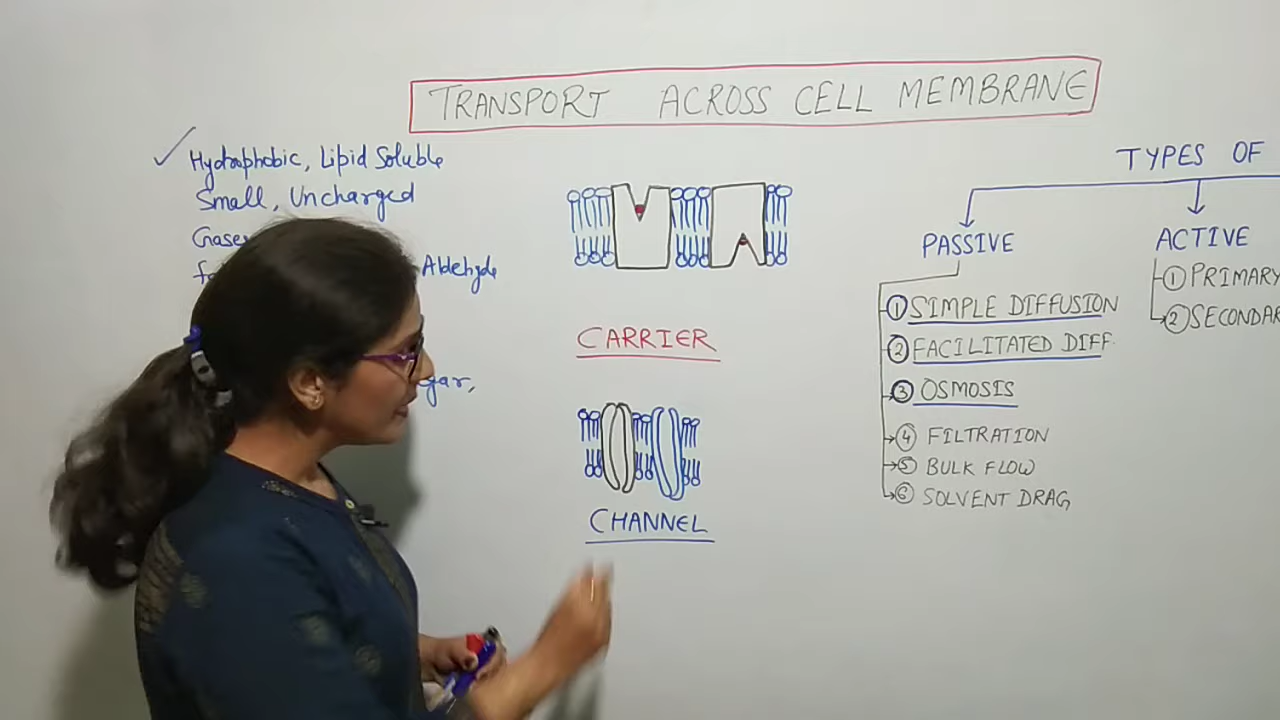 TRANSPORT ACROSS CELL MEMBRANE
Hydrophobic, Lipid Soluble
Small, Uncharged
Aldehyde
CARRIER
CHANNEL
TYPES OF
PASSIVE
① SIMPLE DIFFUSION
② FACILITATED DIFF.
③ OSMOSIS
④ FILTRATION
⑤ BULK FLOW
⑥ SOLVENT DRAG
ACTIVE
① PRIMARY
② SECONDAR